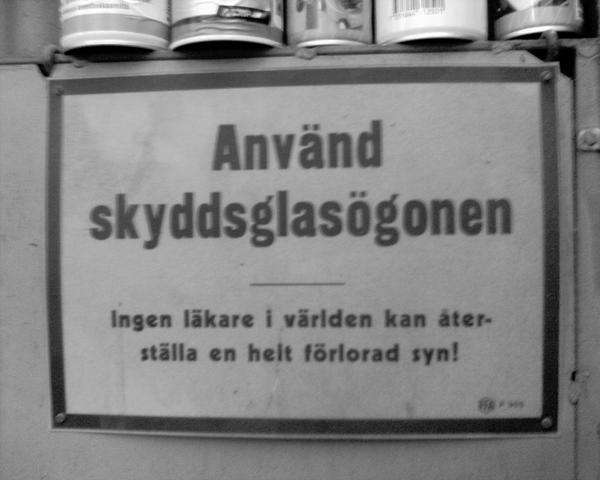 Använd
skyddsglasögonen
Ingen läkare i världen kan åter-
ställa en helt förlorad syn!